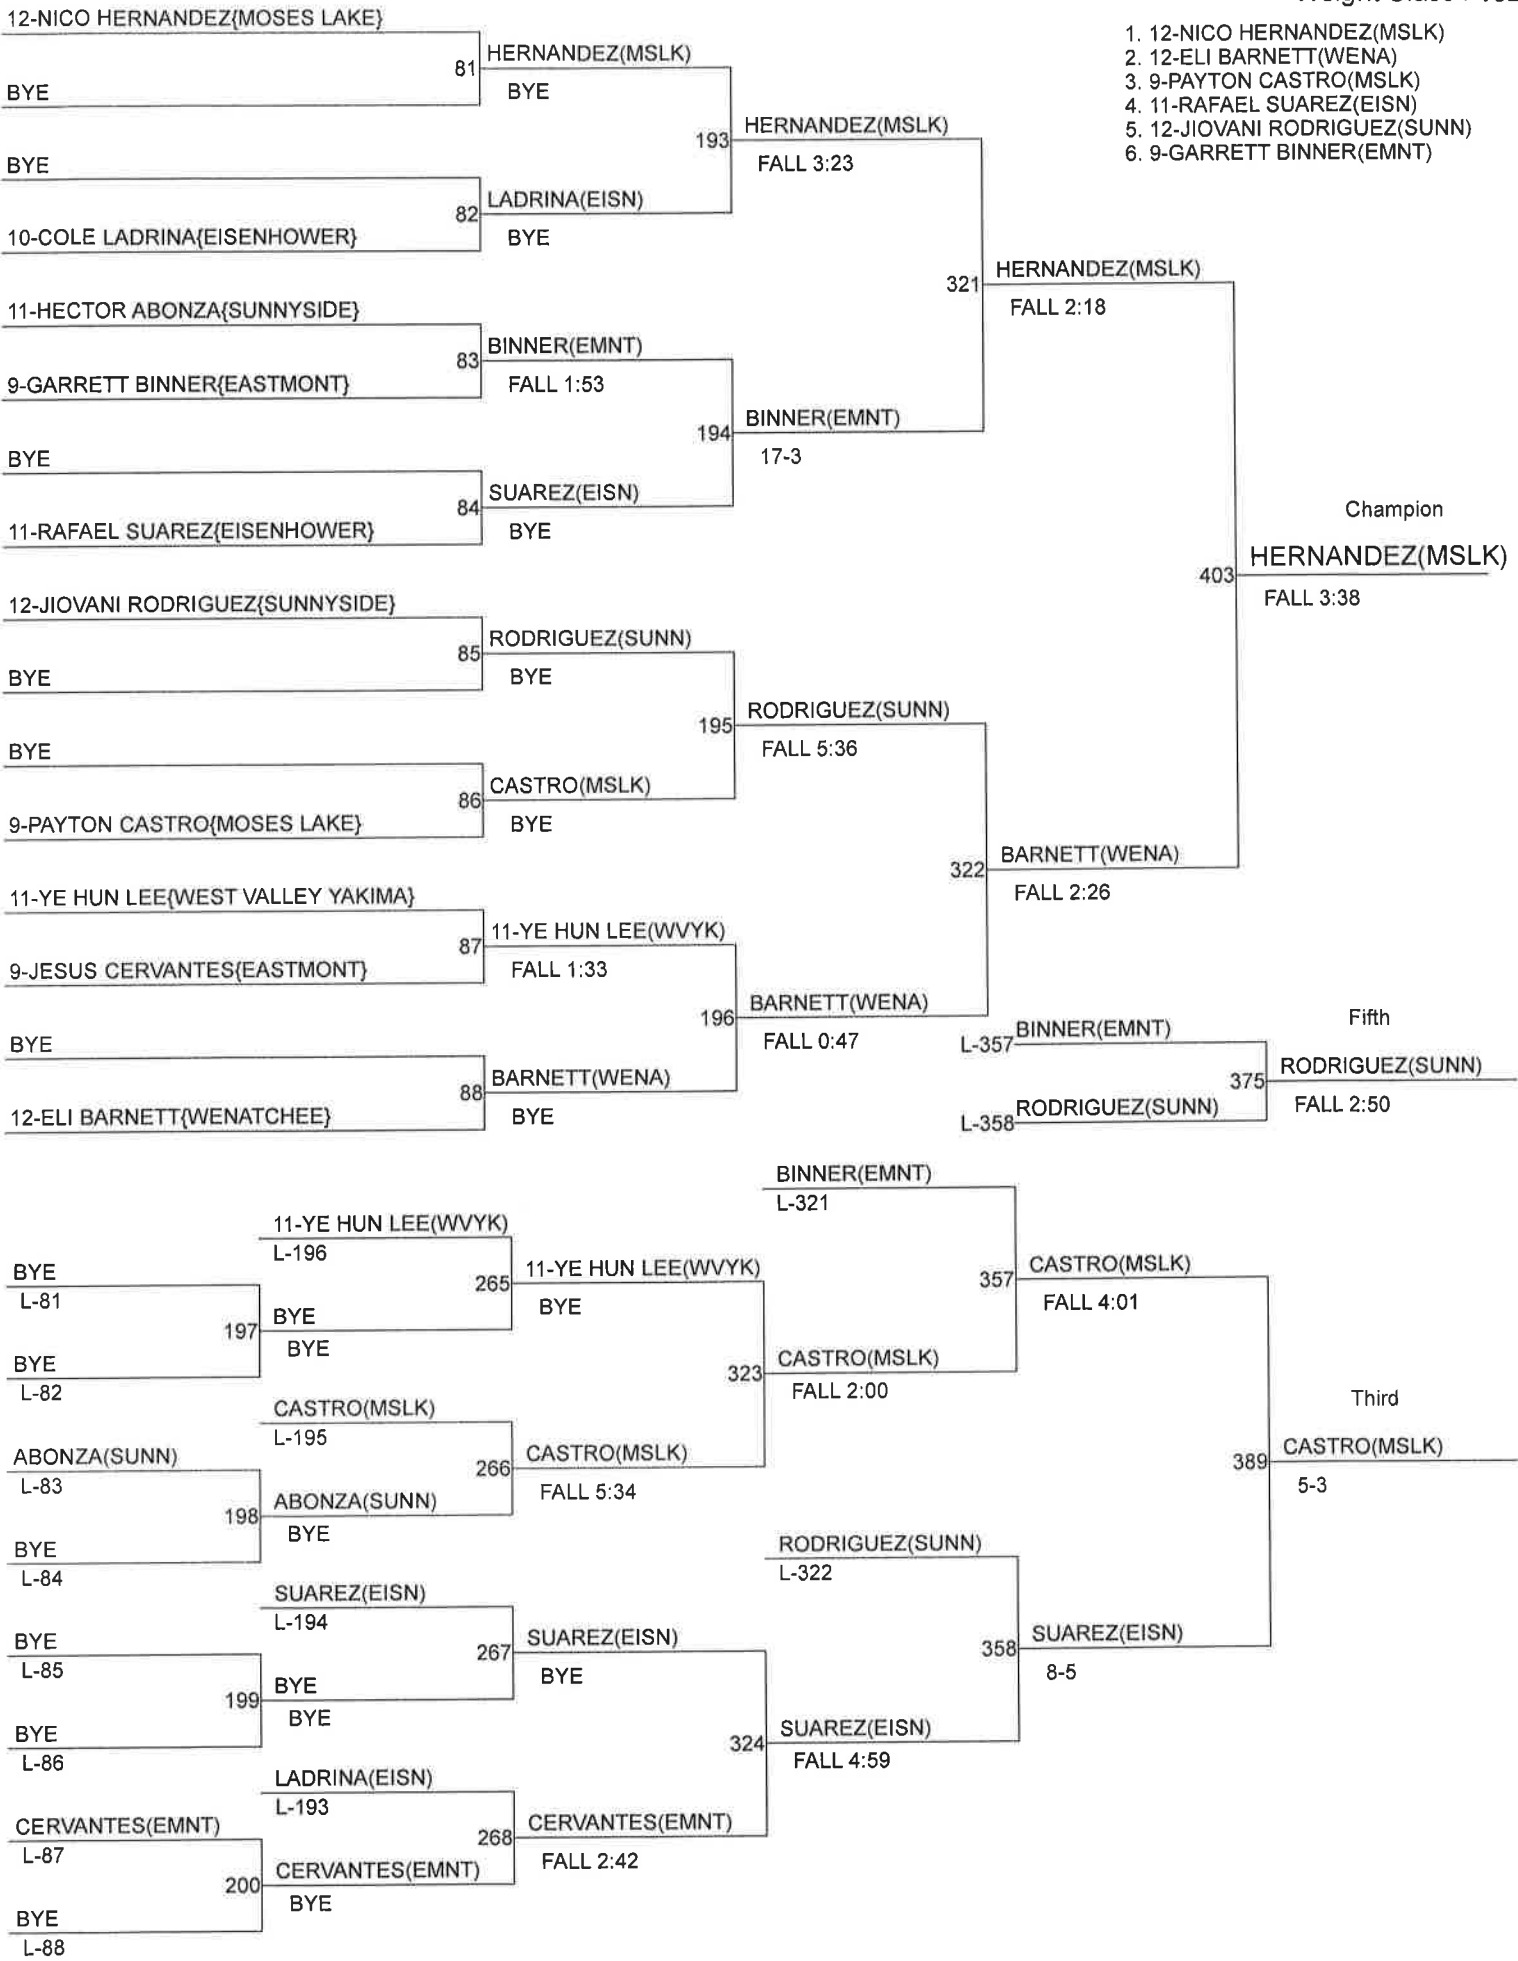 12-NICO HERNANDEZ{MOSES LAKE}
81
HERNANDEZ(MSLK)
BYE
BYE
193
HERNANDEZ(MSLK)
FALL 3:23
BYE
82
LADRINA(EISN)
BYE
10-COLE LADRINA{EISENHOWER}
321
HERNANDEZ(MSLK)
FALL 2:18
11-HECTOR ABONZA{SUNNYSIDE}
83
BINNER(EMNT)
FALL 1:53
9-GARRETT BINNER{EASTMONT}
194
BINNER(EMNT)
17-3
BYE
84
SUAREZ(EISN)
BYE
11-RAFAEL SUAREZ{EISENHOWER}
1. 12-NICO HERNANDEZ(MSLK)
2. 12-ELI BARNETT(WENA)
3. 9-PAYTON CASTRO(MSLK)
4. 11-RAFAEL SUAREZ(EISN)
5. 12-JIOVANI RODRIGUEZ(SUNN)
6. 9-GARRETT BINNER(EMNT)
Champion
403
HERNANDEZ(MSLK)
FALL 3:38
12-JIOVANI RODRIGUEZ{SUNNYSIDE}
85
RODRIGUEZ(SUNN)
BYE
BYE
195
RODRIGUEZ(SUNN)
FALL 5:36
BYE
86
CASTRO(MSLK)
BYE
9-PAYTON CASTRO{MOSES LAKE}
322
BARNETT(WENA)
FALL 2:26
11-YE HUN LEE{WEST VALLEY YAKIMA}
87
11-YE HUN LEE(WVYK)
FALL 1:33
9-JESUS CERVANTES{EASTMONT}
196
BARNETT(WENA)
FALL 0:47
BYE
88
BARNETT(WENA)
BYE
12-ELI BARNETT{WENATCHEE}
Fifth
L-357
BINNER(EMNT)
375
RODRIGUEZ(SUNN)
FALL 2:50
L-358
RODRIGUEZ(SUNN)
BINNER(EMNT)
L-321
11-YE HUN LEE(WVYK)
L-196
265
11-YE HUN LEE(WVYK)
BYE
BYE
L-81
197
BYE
BYE
BYE
L-82
357
CASTRO(MSLK)
FALL 4:01
323
CASTRO(MSLK)
FALL 2:00
CASTRO(MSLK)
L-195
266
CASTRO(MSLK)
FALL 5:34
ABONZA(SUNN)
L-83
198
ABONZA(SUNN)
BYE
BYE
L-84
Third
389
CASTRO(MSLK)
5-3
RODRIGUEZ(SUNN)
L-322
SUAREZ(EISN)
L-194
267
SUAREZ(EISN)
BYE
BYE
L-85
199
BYE
BYE
BYE
L-86
358
SUAREZ(EISN)
8-5
324
SUAREZ(EISN)
FALL 4:59
LADRINA(EISN)
L-193
268
CERVANTES(EMNT)
FALL 2:42
CERVANTES(EMNT)
L-87
200
CERVANTES(EMNT)
BYE
BYE
L-88